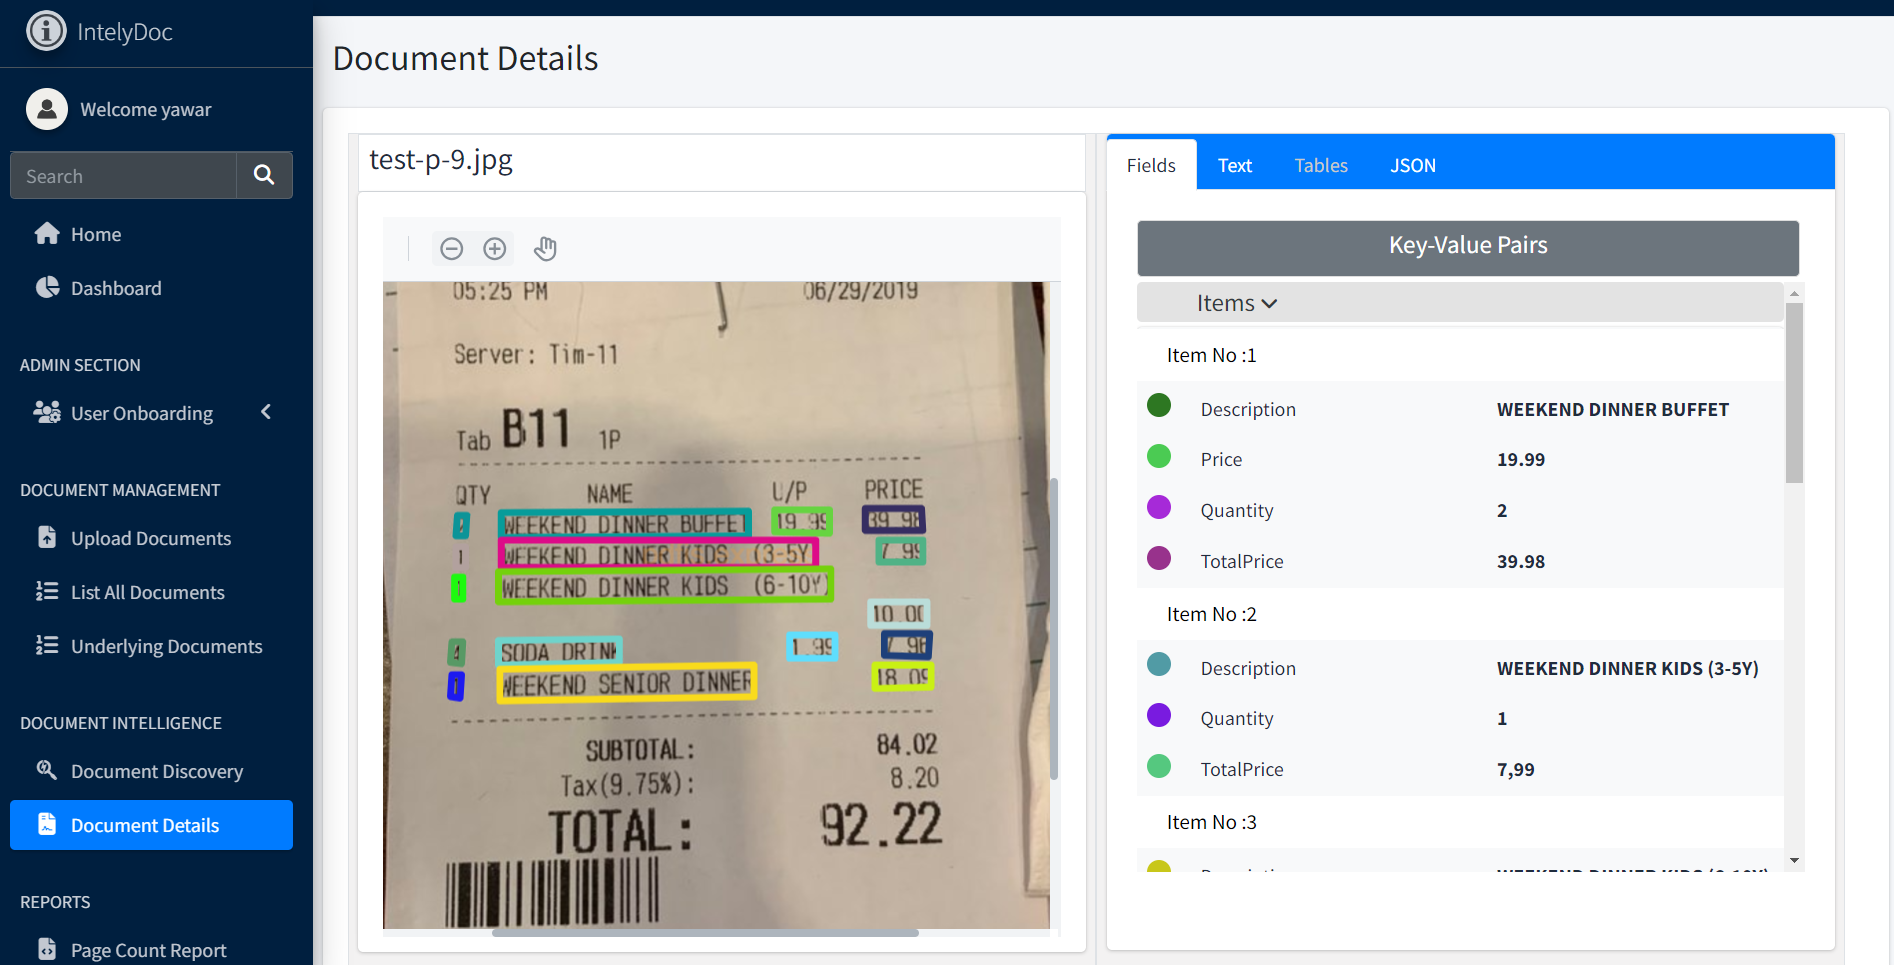 IntelyDoc
Welcome yawar
Search
Home
Dashboard
ADMIN SECTION
User Onboarding
DOCUMENT MANAGEMENT
Upload Documents
List All Documents
Underlying Documents
DOCUMENT INTELLIGENCE
Document Discovery
Document Details
REPORTS
Page Count Report
Document Details
test-p-9.jpg
05:25 PM 06/29/2019
Server: Tim-11
Tab B11 1P
QTY NAME U/P PRICE
WEEKEND DINNER BUFFET 19.99 39.98
1 WEEKEND DINNER KIDS (3-5Y) 7.99
1 WEEKEND DINNER KIDS (6-10Y)
10.00
4 SODA DRINK 1.99 7.96
1 WEEKEND SENIOR DINNER 18.09
SUBTOTAL: 84.02
Tax(9.75%): 8.20
TOTAL: 92.22
Fields Text Tables JSON
Key-Value Pairs
Items
Item No :1
Description WEEKEND DINNER BUFFET
Price 19.99
Quantity 2
TotalPrice 39.98
Item No :2
Description WEEKEND DINNER KIDS (3-5Y)
Quantity 1
TotalPrice 7,99
Item No :3